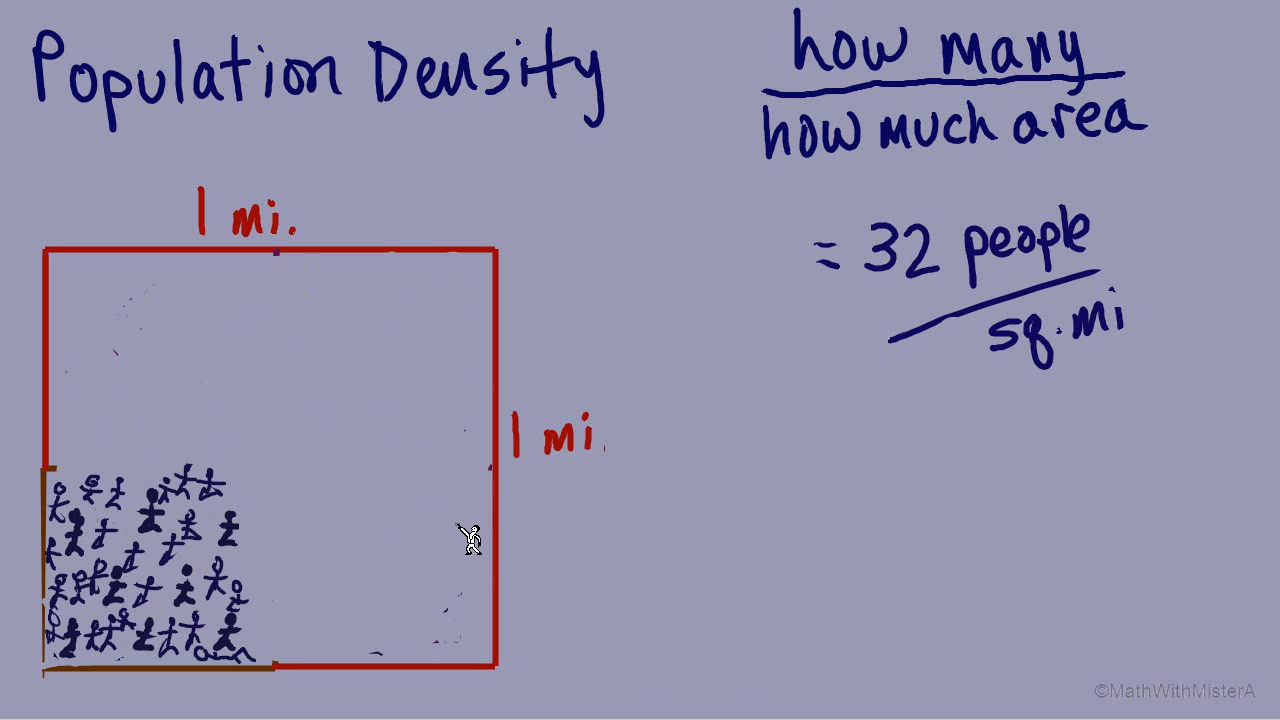 Population Density
how many
how much area
= 32 people
sq. mi
1 mi.
1 mi.
©MathWithMisterA